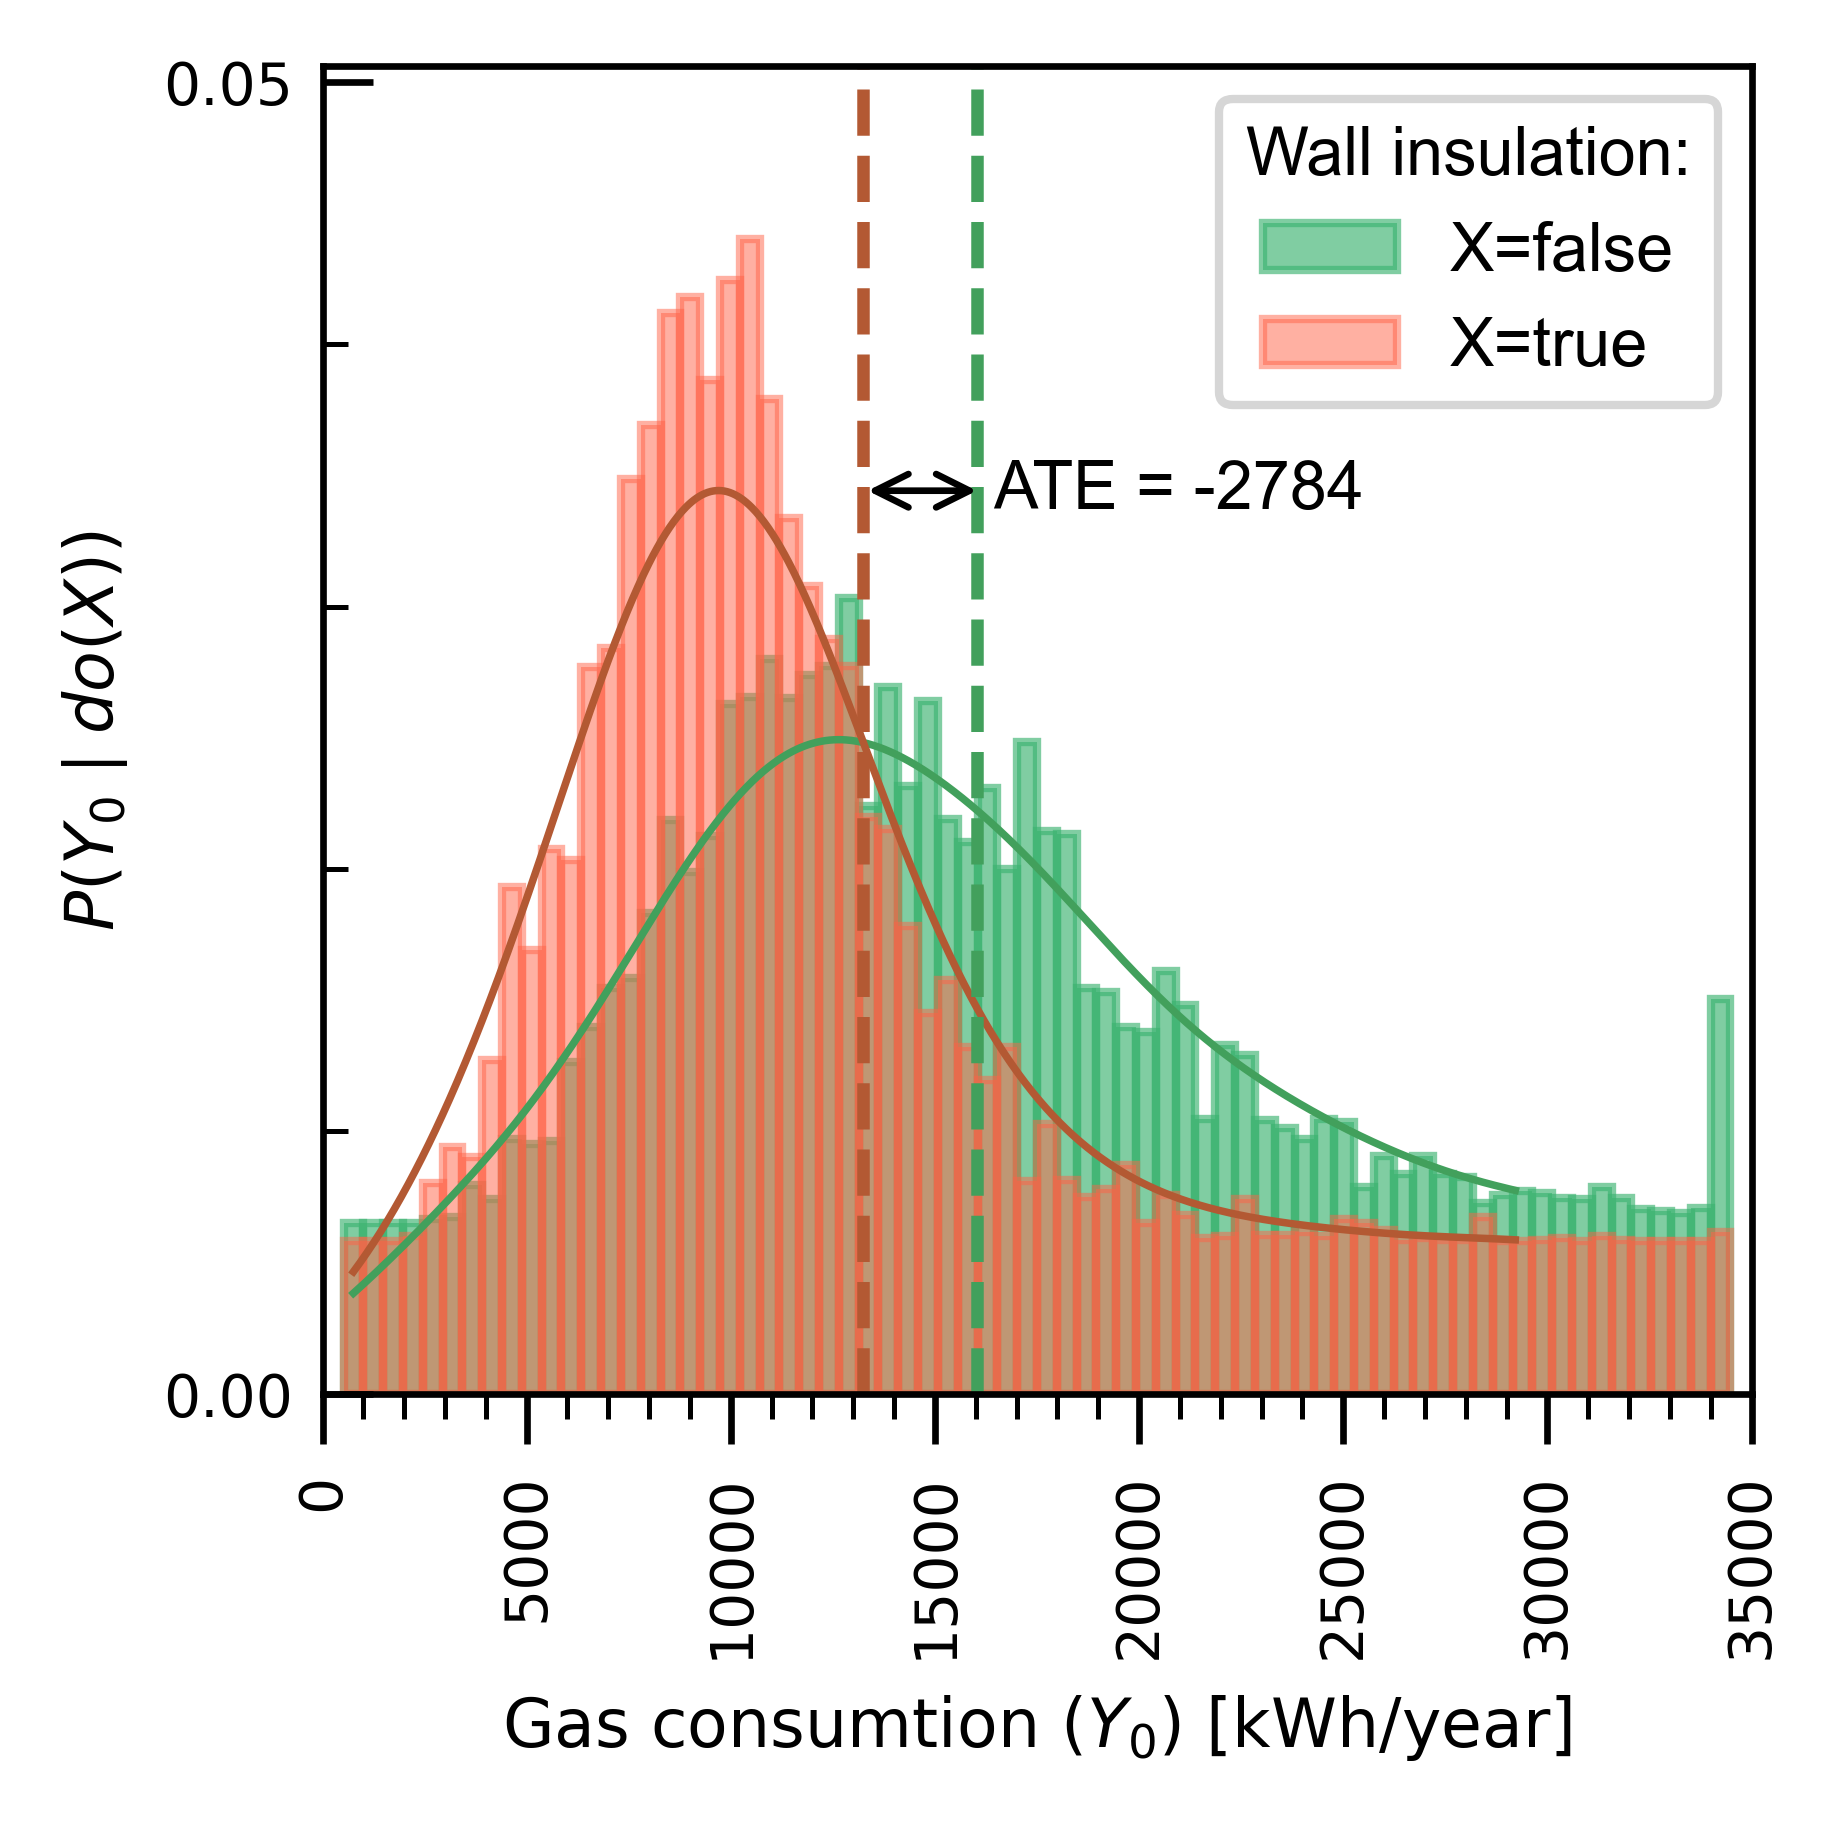 0.05
Wall insulation:
X=false
X=true
ATE = -2784
P(Y₀ | do(X))
0.00
0
5000
10000
15000
20000
25000
30000
35000
Gas consumtion (Y₀) [kWh/year]